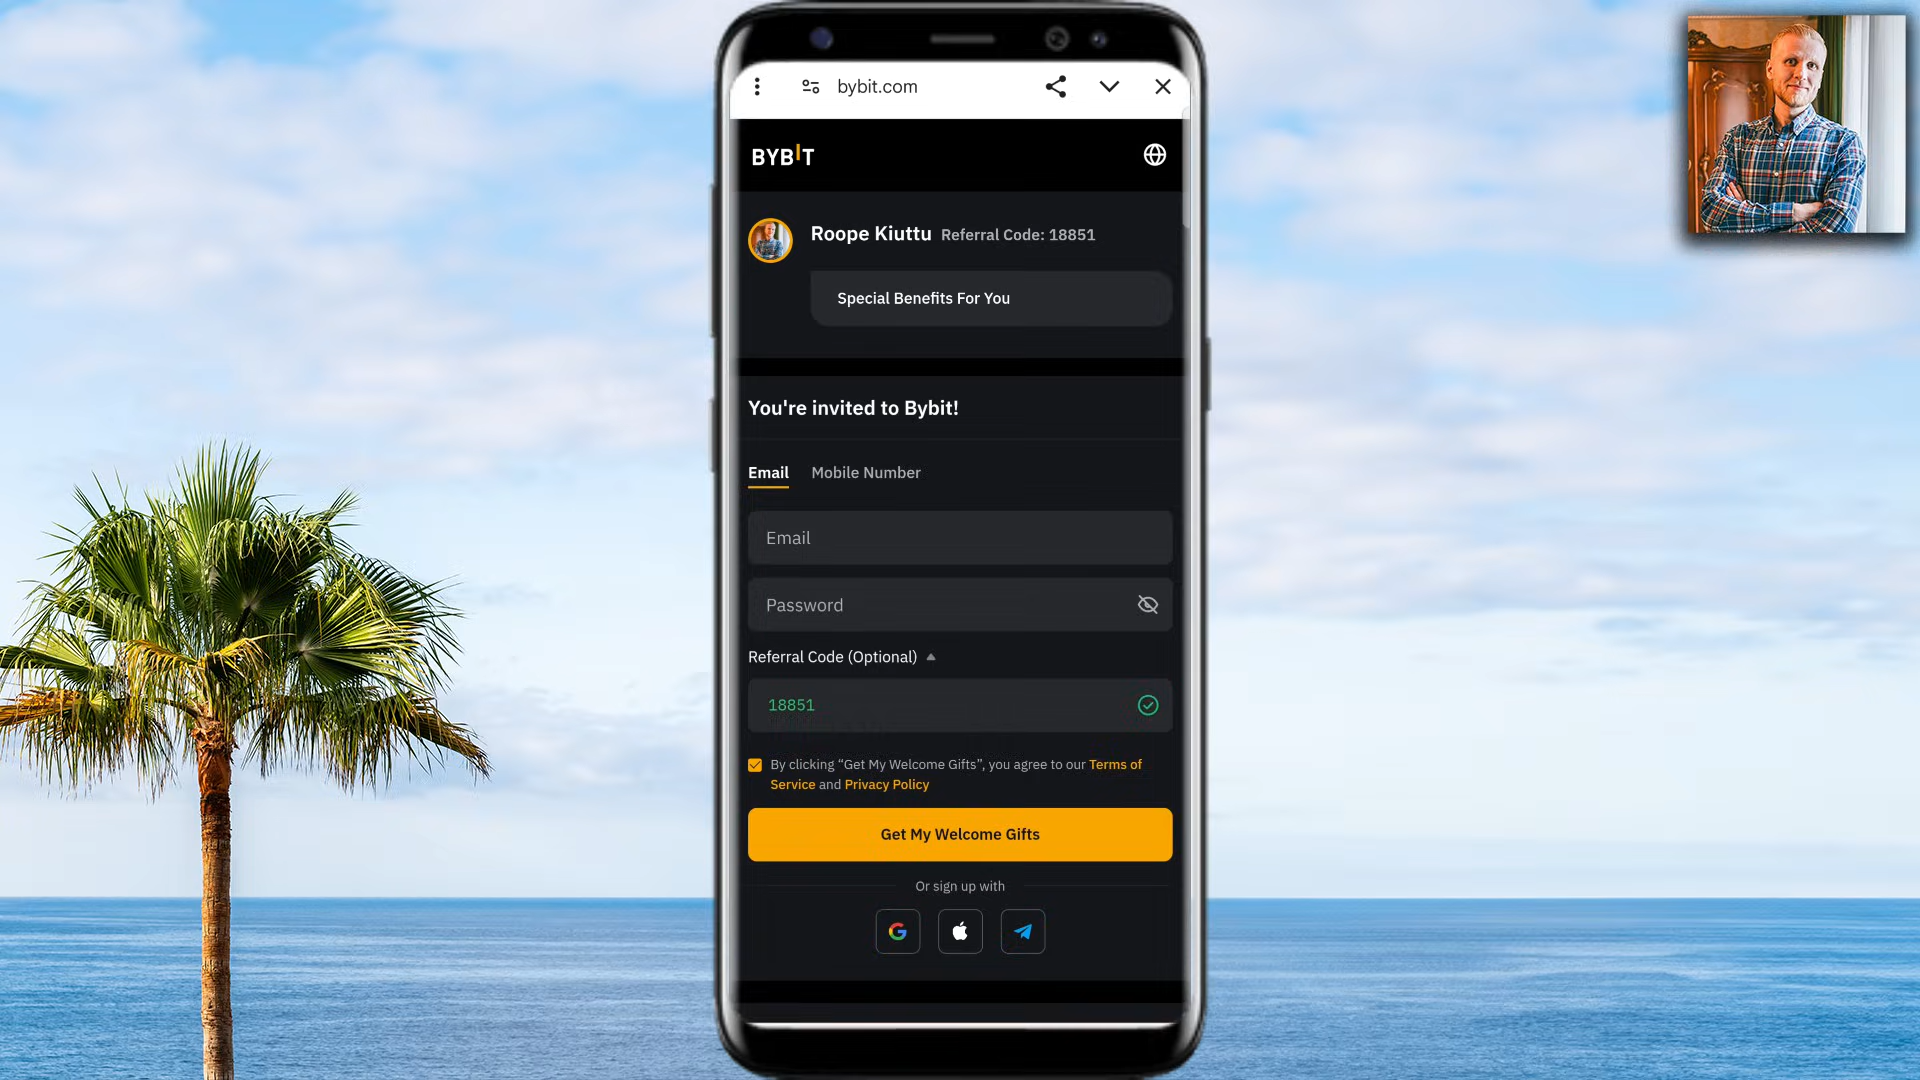 bybit.com
BYBIT
Roope Kiuttu Referral Code: 18851
Special Benefits For You
You're invited to Bybit!
Email Mobile Number
Email
Password
Referral Code (Optional)
18851
By clicking “Get My Welcome Gifts”, you agree to our Terms of
Service and Privacy Policy
Get My Welcome Gifts
Or sign up with